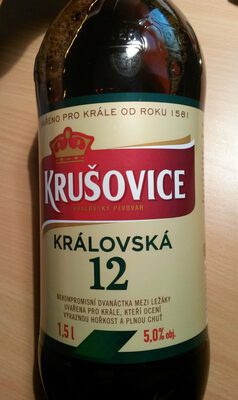 VAŘENO PRO KRÁLE OD ROKU 1581
KRUŠOVICE
KRÁLOVSKÝ PIVOVAR
KRÁLOVSKÁ
12
NEKOMPROMISNÍ DVANÁCTKA MEZI LEŽÁKY
UVAŘENA PRO KRÁLE, KTEŘÍ OCENÍ
VÝRAZNOU HOŘKOST A PLNOU CHUŤ
1,5 l
5,0% obj.